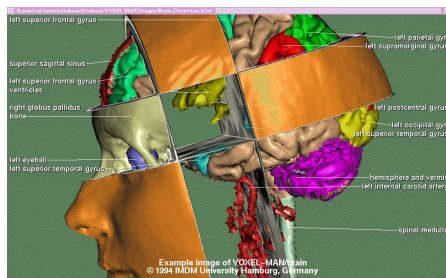 left superior frontal gyrus
superior sagittal sinus
left superior frontal gyrus
ventricles
right globus pallidus
bone
left eyeball
left superior temporal gyrus
left parietal gyr
left supramarginal gyrus
left postcentral gyrus
left occipital gyr
left superior temporal gyrus
hemisphere and vermis
left internal carotid artery
spinal medulla
Example image of VOXEL-MAN/brain
© 1994 IMDM University Hamburg, Germany